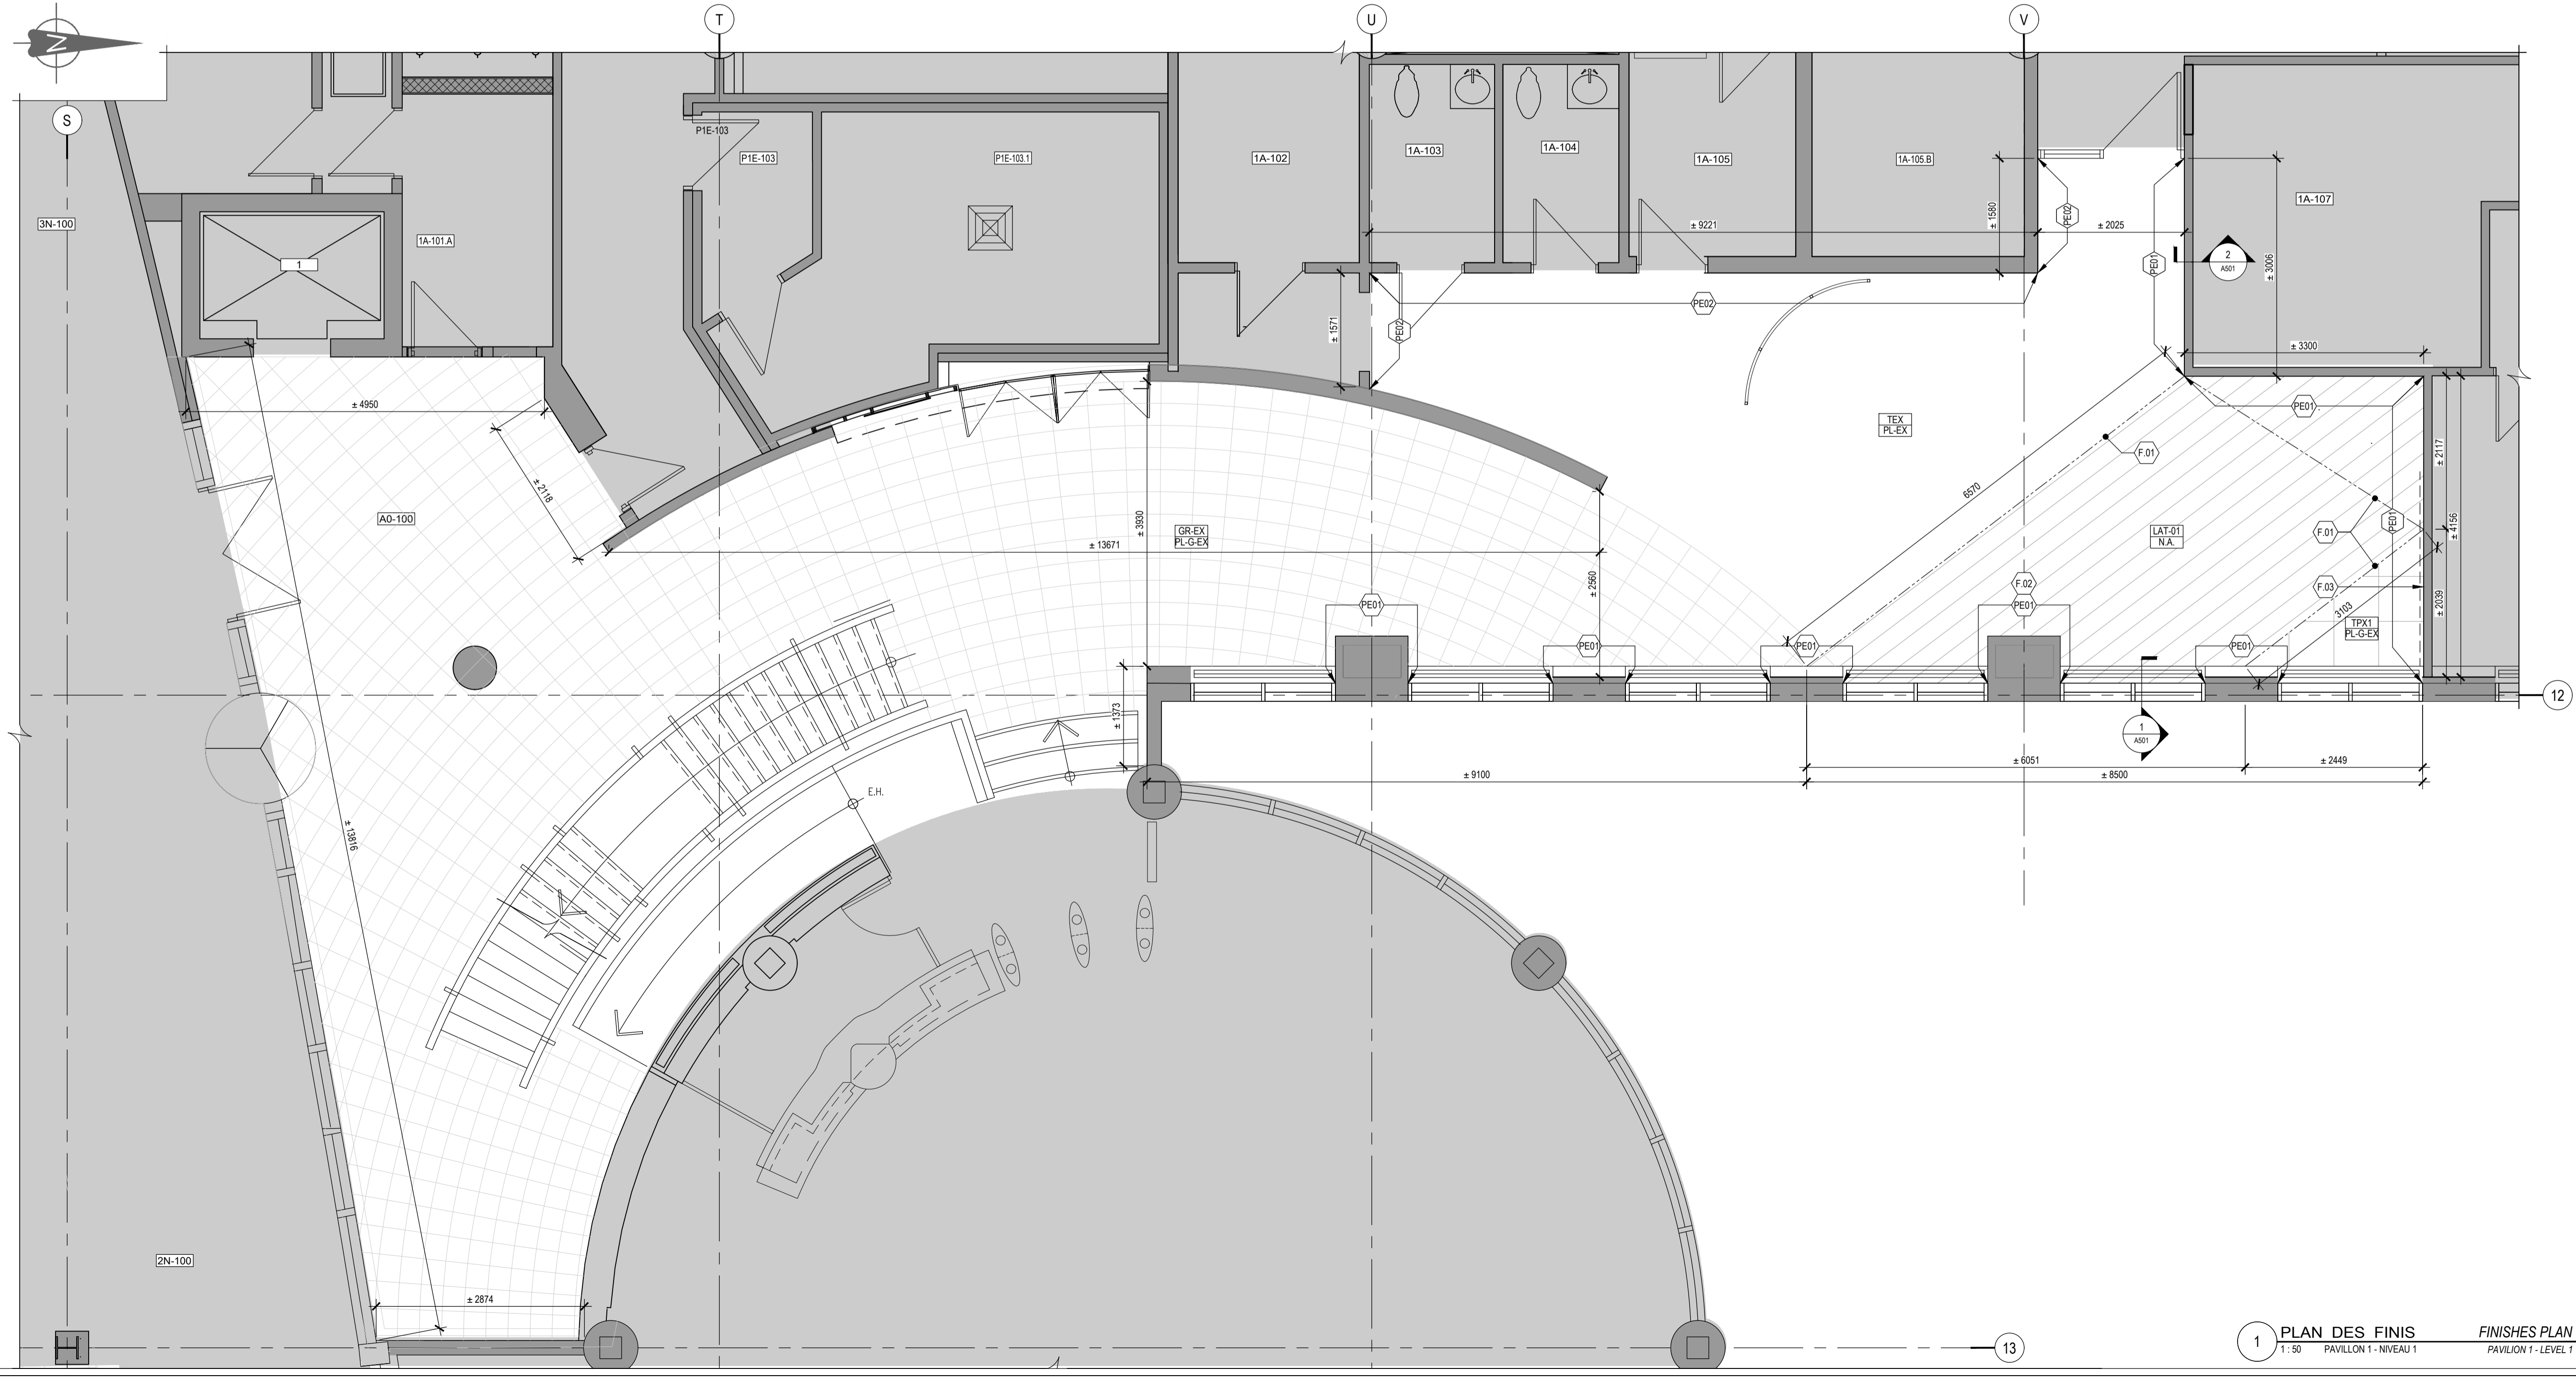 N
T
U
V
S
P1E-103
P1E-103
P1E-103.1
1A-102
1A-103
1A-104
1A-105
1A-105.B
1A-107
3N-100
1A-101.A
1
± 9221
± 1580
PE02
± 2025
PE01
2
A501
± 3006
PE02
± 1571
PE02
± 3300
± 4950
PE01
TEX
PL-EX
F.01
± 2117
± 2118
6570
A0-100
± 3930
GR-EX
PL-G-EX
± 13671
± 2560
LAT-01
N.A.
F.01
PE01
± 4156
F.02
PE01
F.03
± 2039
3103
PE01
PE01
PE01
PE01
TPX1
PL-G-EX
12
± 1373
1
A501
± 6051
± 2449
± 9100
± 8500
E.H.
± 13816
2N-100
± 2874
H
13
1
PLAN DES FINIS
FINISHES PLAN
1 : 50
PAVILLON 1 - NIVEAU 1
PAVILION 1 - LEVEL 1